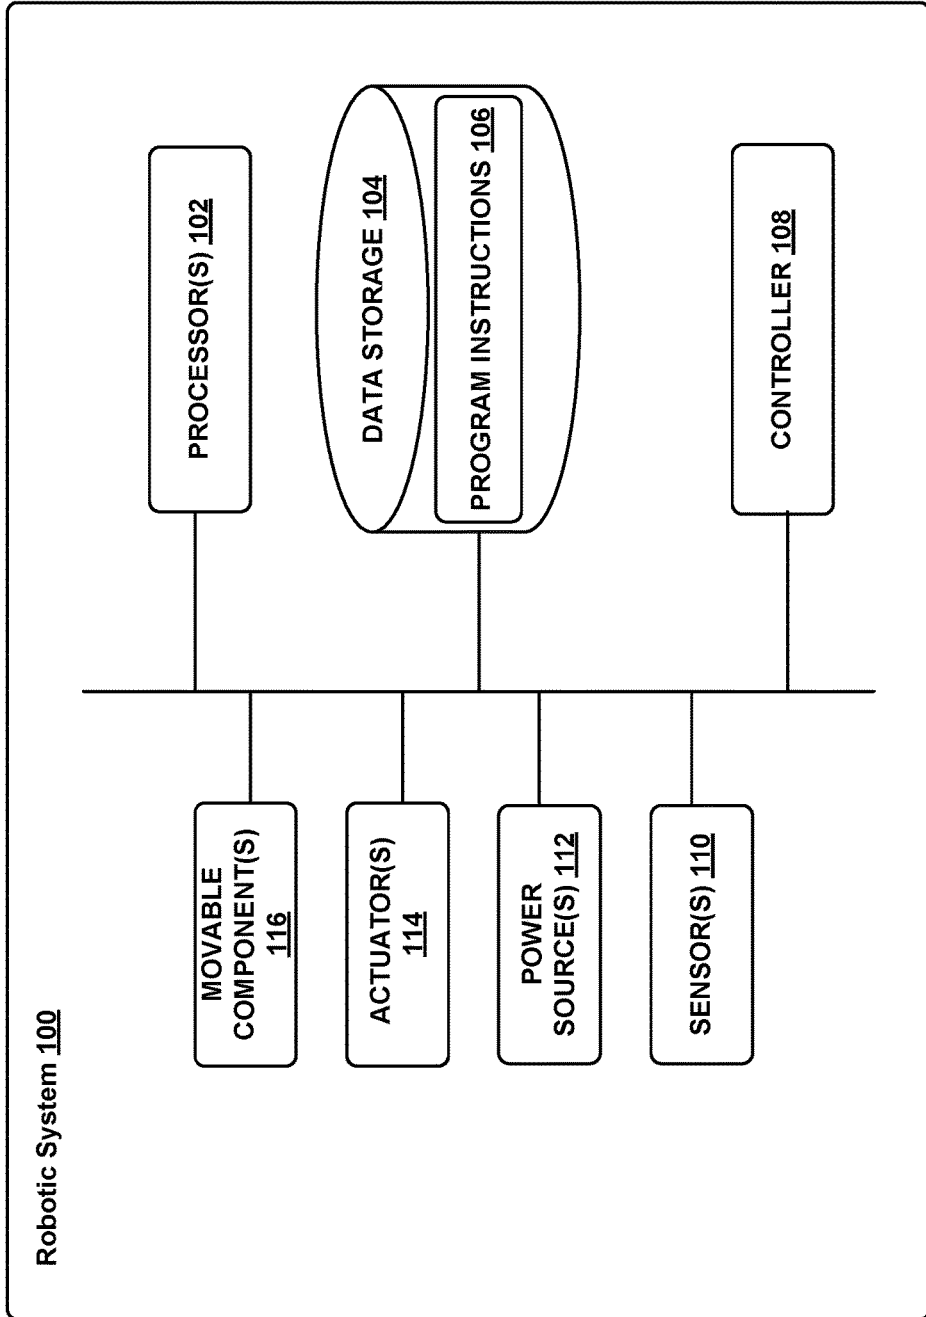 Robotic System 100
PROCESSOR(S) 102
DATA STORAGE 104
PROGRAM INSTRUCTIONS 106
CONTROLLER 108
MOVABLE
COMPONENT(S)
116
ACTUATOR(S)
114
POWER
SOURCE(S) 112
SENSOR(S) 110